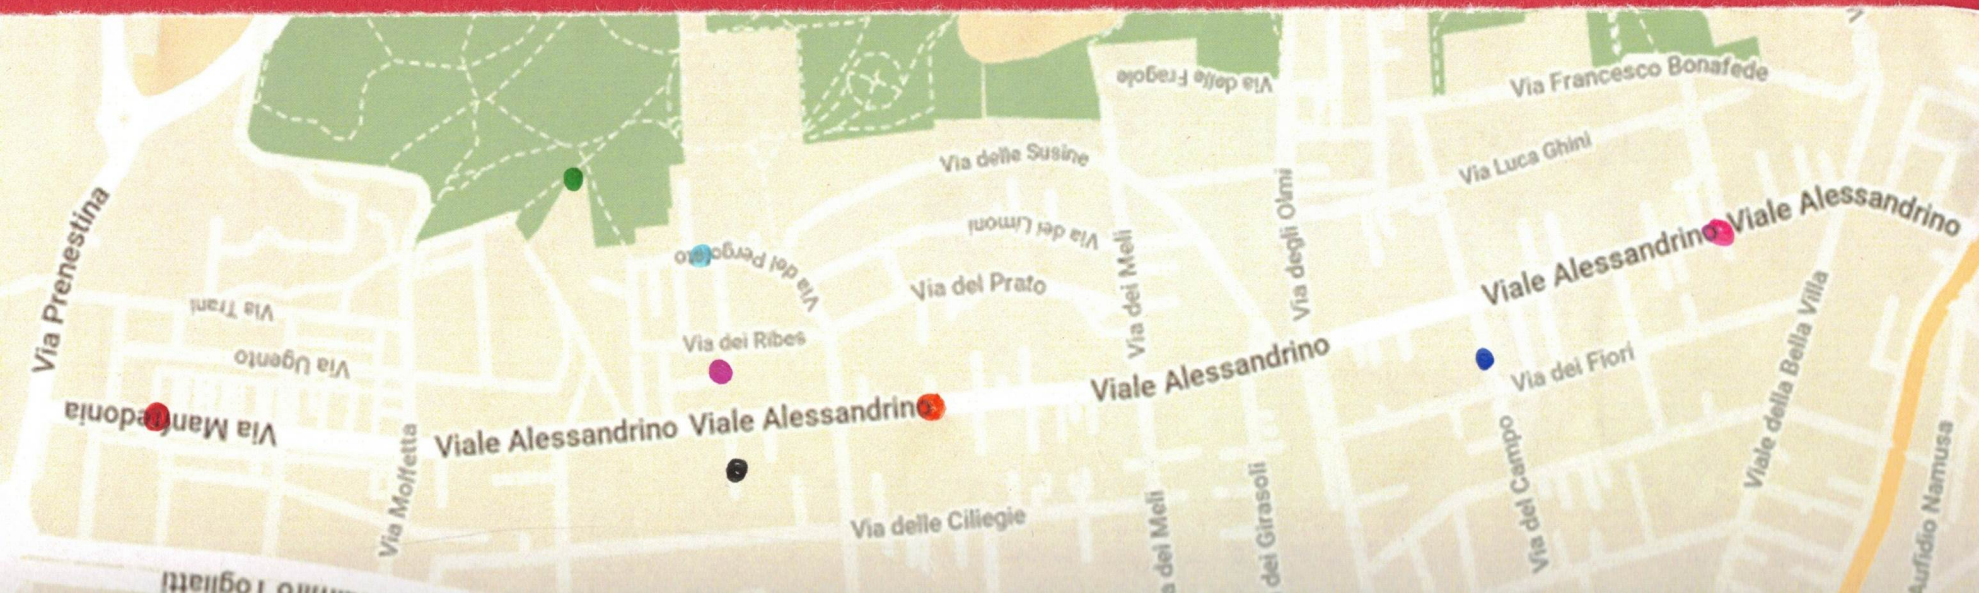 Via delle Fragole
Via Francesco Bonafede
Via delle Susine
Via Luca Ghini
Via Prenestina
Via dei Limoni
Via degli Olmi
Viale Alessandrino
Via del Pergolato
Via dei Meli
Viale Alessandrino
Via Trani
Via del Prato
Via dei Ribes
Via Ugento
Via dei Fiori
Viale della Bella Villa
Viale Alessandrino
Via Manfredonia
Viale Alessandrino
Viale Alessandrino
Via Molfetta
Via delle Ciliegie
Via del Campo
dei Girasoli
a dei Meli
Aufidio Namusa
Togliatti